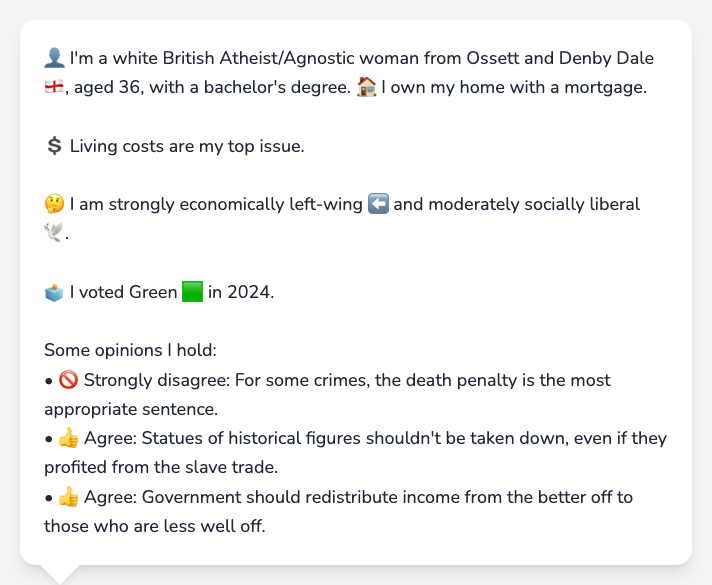 👤 I'm a white British Atheist/Agnostic woman from Ossett and Denby Dale
🏴󠁧󠁢󠁥󠁮󠁧󠁿, aged 36, with a bachelor's degree. 🏠 I own my home with a mortgage.
💲 Living costs are my top issue.
🤔 I am strongly economically left-wing ⬅️ and moderately socially liberal
🕊️.
🗳️ I voted Green 🟩 in 2024.
Some opinions I hold:
• 🚫 Strongly disagree: For some crimes, the death penalty is the most
appropriate sentence.
• 👍 Agree: Statues of historical figures shouldn't be taken down, even if they
profited from the slave trade.
• 👍 Agree: Government should redistribute income from the better off to
those who are less well off.